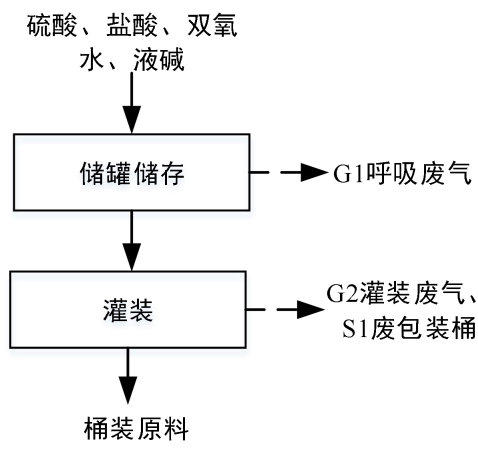 硫酸、盐酸、双氧
水、液碱
储罐储存
G1呼吸废气
灌装
G2灌装废气、
S1废包装桶
桶装原料